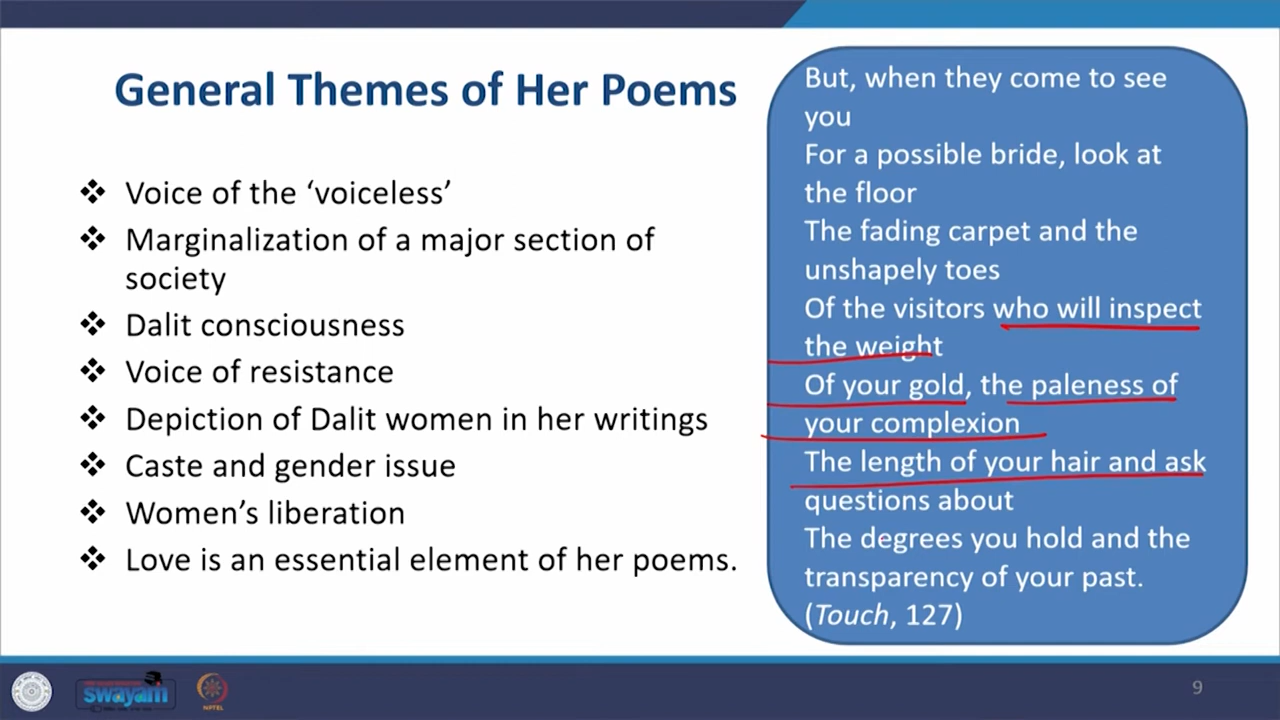 General Themes of Her Poems
❖ Voice of the ‘voiceless’
❖ Marginalization of a major section of
society
❖ Dalit consciousness
❖ Voice of resistance
❖ Depiction of Dalit women in her writings
❖ Caste and gender issue
❖ Women’s liberation
❖ Love is an essential element of her poems.
But, when they come to see
you
For a possible bride, look at
the floor
The fading carpet and the
unshapely toes
Of the visitors who will inspect
the weight
Of your gold, the paleness of
your complexion
The length of your hair and ask
questions about
The degrees you hold and the
transparency of your past.
(Touch, 127)
swayam
NPTEL
9